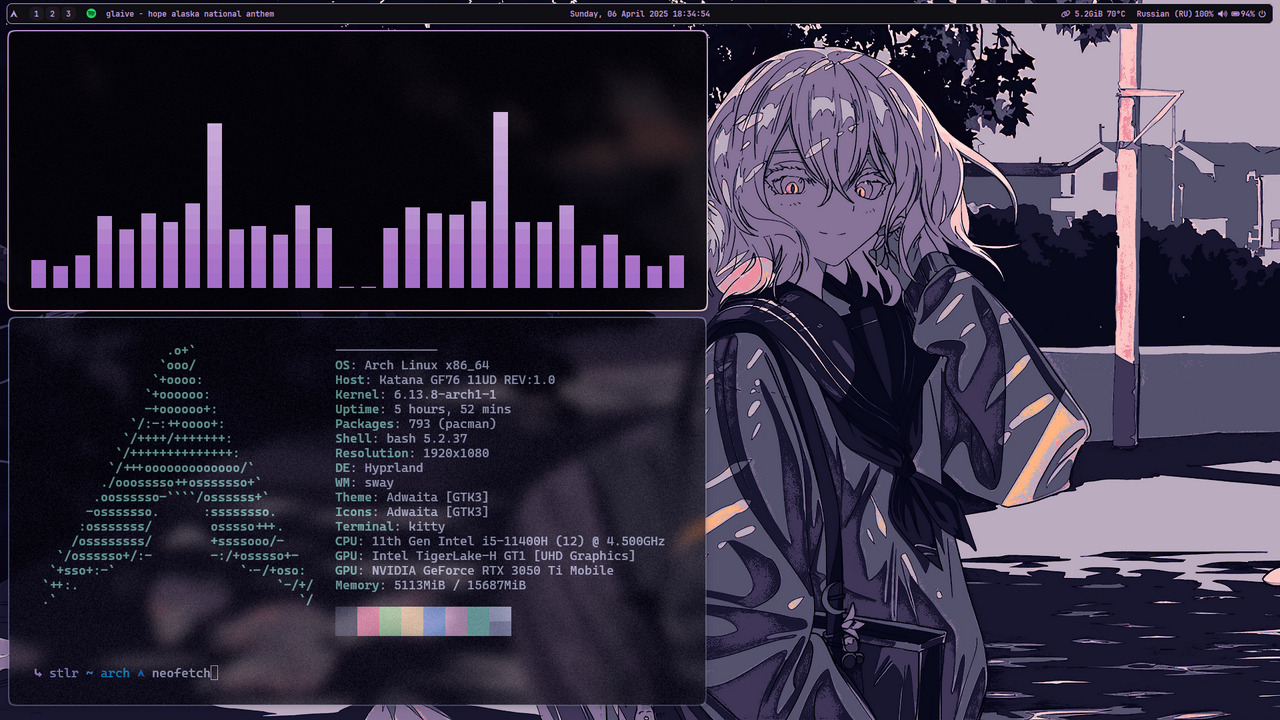 1 2 3 glaive - hope alaska national anthem
Sunday, 06 April 2025 18:34:54
5.2GiB 70°C Russian (RU) 100% 94%
.o+`
`ooo/
`+oooo:
`+oooooo:
-+oooooo+:
`/:-:++oooo+:
`/++++/+++++++:
`/++++++++++++++:
`/+++ooooooooooooo/`
./ooosssso++osssssso+`
.oossssso-````/ossssss+`
-osssssso. :ssssssso.
:osssssss/ osssso+++.
/ossssssss/ +ssssooo/-
`/ossssso+/:- -:/+osssso+-
`+sso+:-` `.-/+oso:
`++:. `-/+/
.` `/
OS: Arch Linux x86_64
Host: Katana GF76 11UD REV:1.0
Kernel: 6.13.8-arch1-1
Uptime: 5 hours, 52 mins
Packages: 793 (pacman)
Shell: bash 5.2.37
Resolution: 1920x1080
DE: Hyprland
WM: sway
Theme: Adwaita [GTK3]
Icons: Adwaita [GTK3]
Terminal: kitty
CPU: 11th Gen Intel i5-11400H (12) @ 4.500GHz
GPU: Intel TigerLake-H GT1 [UHD Graphics]
GPU: NVIDIA GeForce RTX 3050 Ti Mobile
Memory: 5113MiB / 15687MiB
↳ stlr ~ arch neofetch